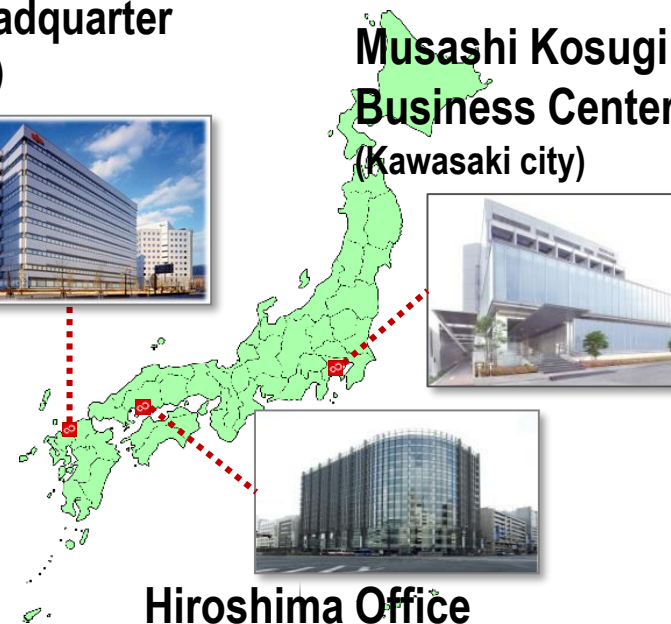 adquarter
)
Musashi Kosugi
Business Center
(Kawasaki city)
Hiroshima Office